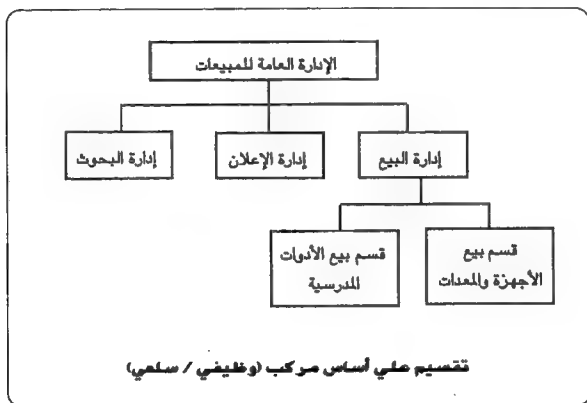 الإدارة العامة للمبيعات
إدارة البيع
إدارة الإعلان
إدارة البحوث
قسم بيع
الأجهزة والمعدات
قسم بيع الأدوات
المدرسية
تقسيم علي أساس مركب (وظيفي / سلعي)